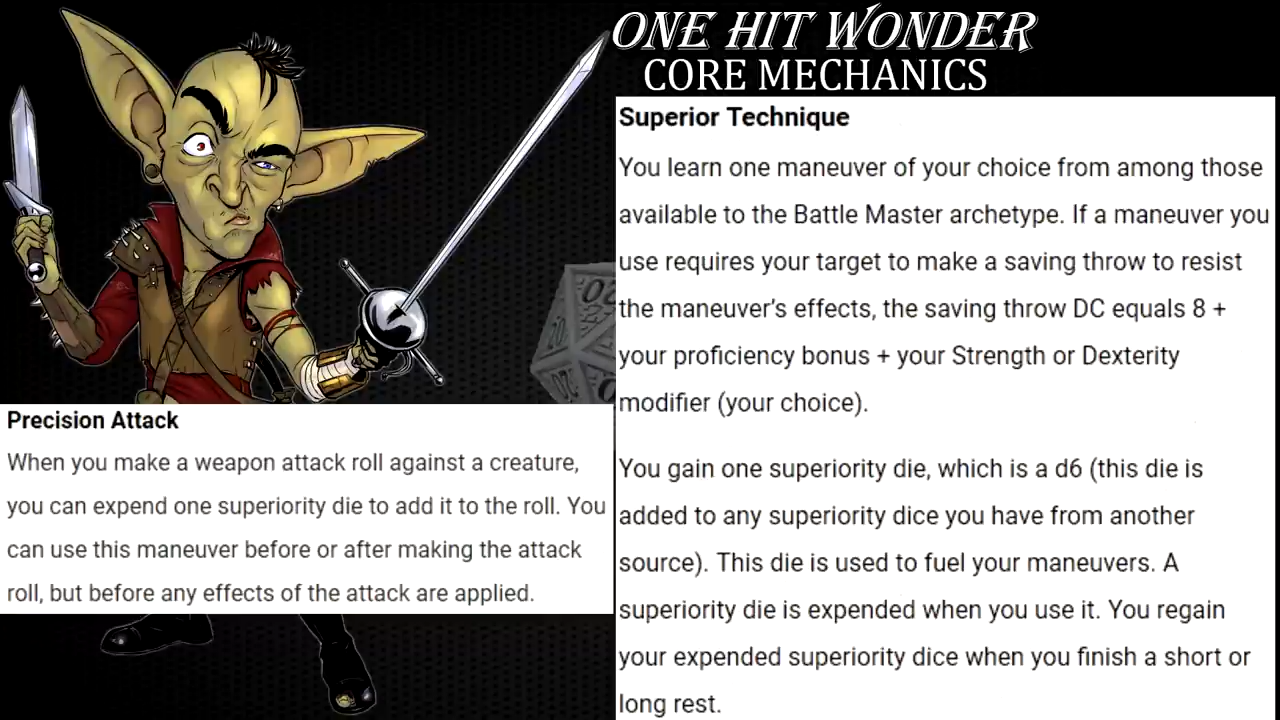 ONE HIT WONDER
CORE MECHANICS
Superior Technique
You learn one maneuver of your choice from among those
available to the Battle Master archetype. If a maneuver you
use requires your target to make a saving throw to resist
the maneuver's effects, the saving throw DC equals 8 +
your proficiency bonus + your Strength or Dexterity
modifier (your choice).
You gain one superiority die, which is a d6 (this die is
added to any superiority dice you have from another
source). This die is used to fuel your maneuvers. A
superiority die is expended when you use it. You regain
your expended superiority dice when you finish a short or
long rest.
Precision Attack
When you make a weapon attack roll against a creature,
you can expend one superiority die to add it to the roll. You
can use this maneuver before or after making the attack
roll, but before any effects of the attack are applied.